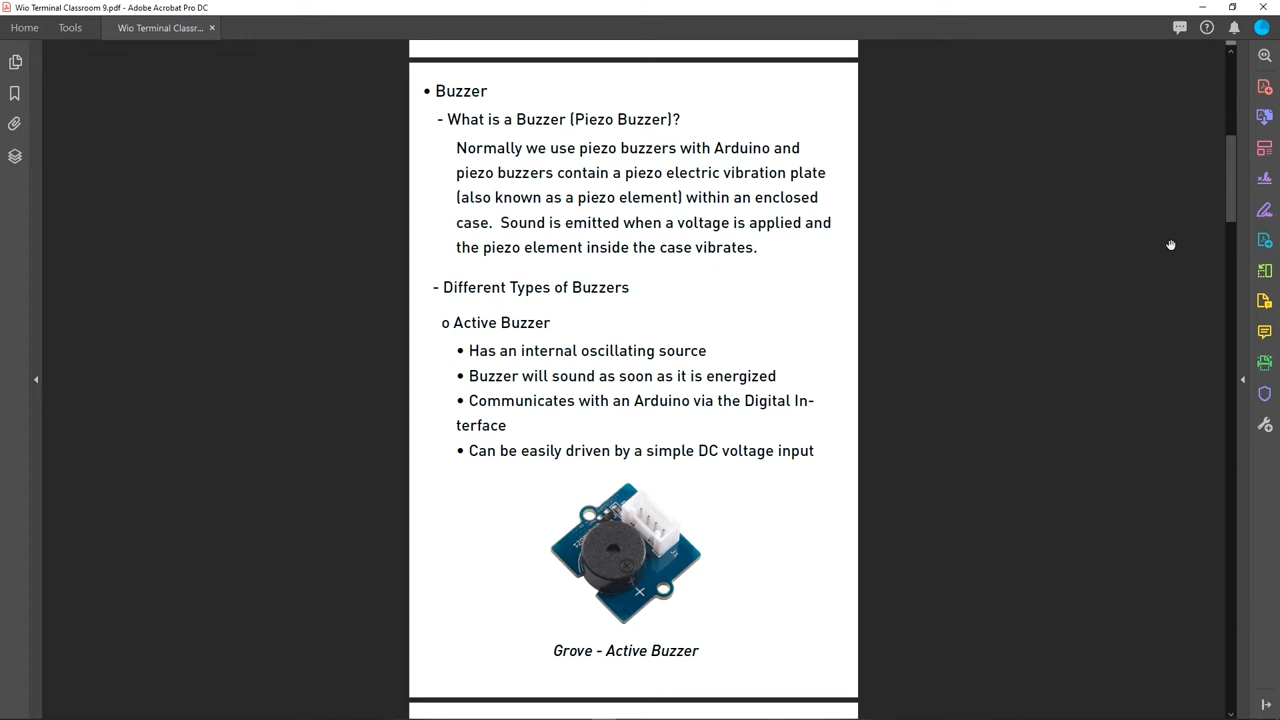 Wio Terminal Classroom 9.pdf - Adobe Acrobat Pro DC
Home
Tools
Wio Terminal Classr...
• Buzzer
- What is a Buzzer (Piezo Buzzer)?
Normally we use piezo buzzers with Arduino and
piezo buzzers contain a piezo electric vibration plate
(also known as a piezo element) within an enclosed
case. Sound is emitted when a voltage is applied and
the piezo element inside the case vibrates.
- Different Types of Buzzers
o Active Buzzer
• Has an internal oscillating source
• Buzzer will sound as soon as it is energized
• Communicates with an Arduino via the Digital In-
terface
• Can be easily driven by a simple DC voltage input
Grove - Active Buzzer